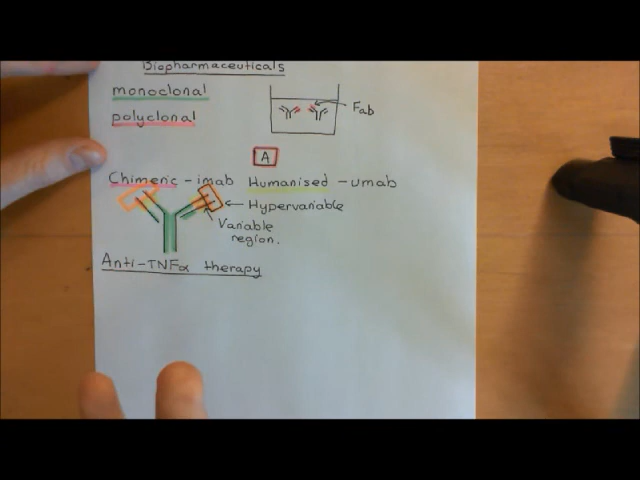 Biopharmaceuticals
monoclonal
polyclonal
Fab
A
Chimeric -imab Humanised -umab
Hypervariable
Variable
region.
Anti-TNFα therapy